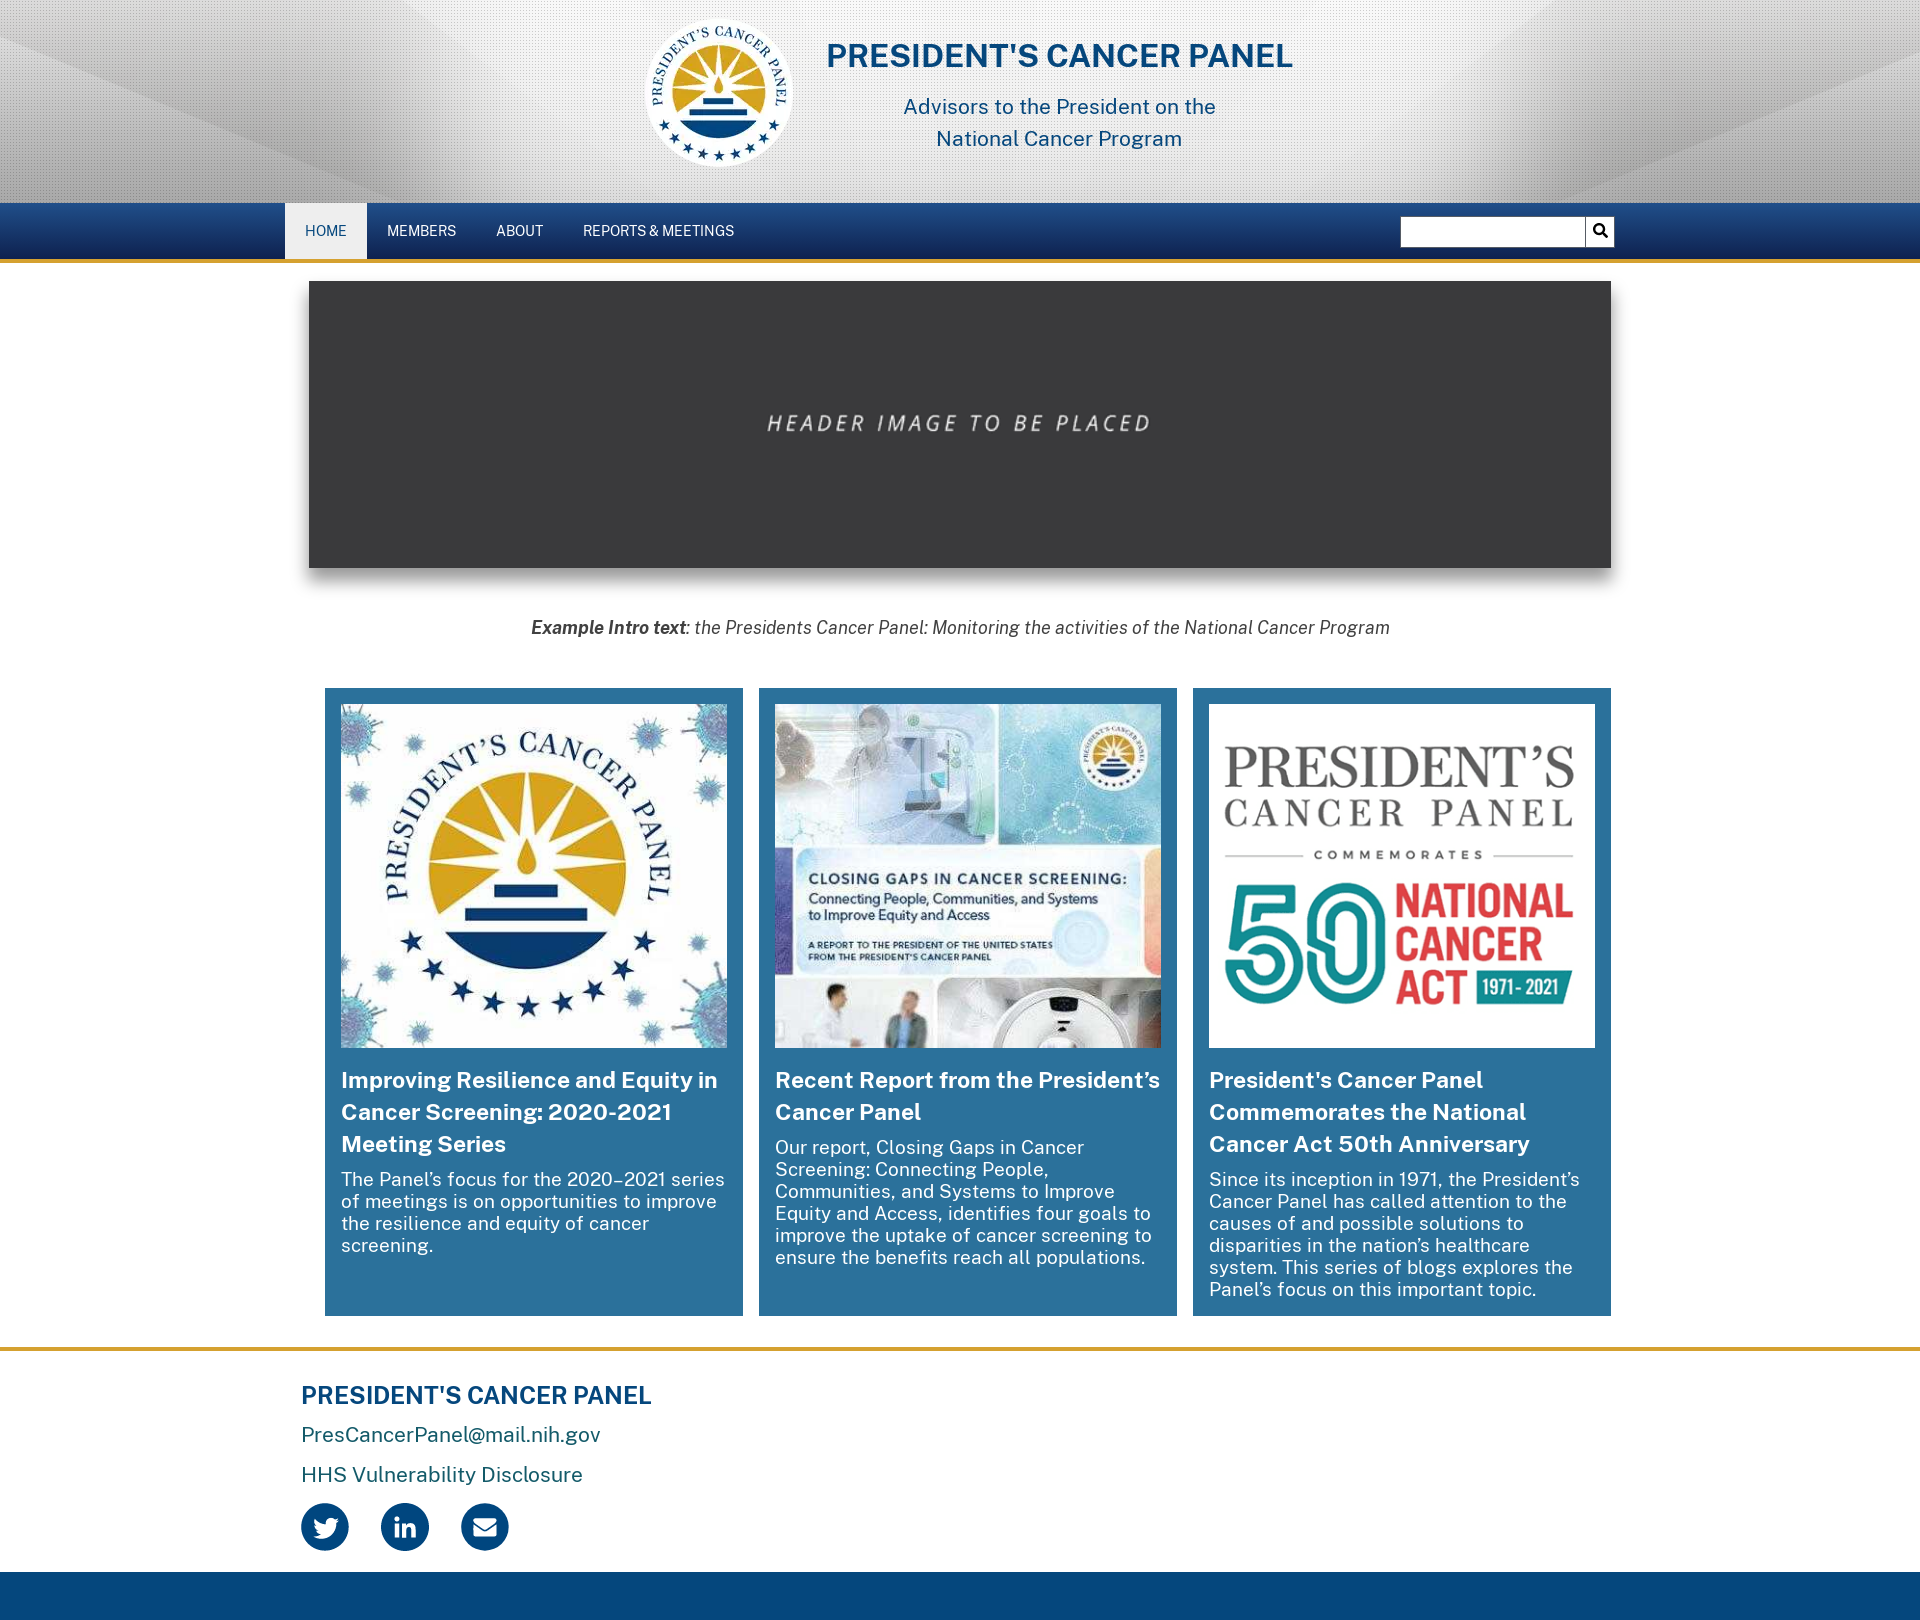 PRESIDENT'S CANCER PANEL
PRESIDENT'S CANCER PANEL
Advisors to the President on the
National Cancer Program
HOME
MEMBERS
ABOUT
REPORTS & MEETINGS
HEADER IMAGE TO BE PLACED
Example Intro text: the Presidents Cancer Panel: Monitoring the activities of the National Cancer Program
PRESIDENT'S CANCER PANEL
Improving Resilience and Equity in
Cancer Screening: 2020-2021
Meeting Series
The Panel’s focus for the 2020–2021 series
of meetings is on opportunities to improve
the resilience and equity of cancer
screening.
PRESIDENT'S CANCER PANEL
CLOSING GAPS IN CANCER SCREENING:
Connecting People, Communities, and Systems
to Improve Equity and Access
A REPORT TO THE PRESIDENT OF THE UNITED STATES
FROM THE PRESIDENT'S CANCER PANEL
Recent Report from the President’s
Cancer Panel
Our report, Closing Gaps in Cancer
Screening: Connecting People,
Communities, and Systems to Improve
Equity and Access, identifies four goals to
improve the uptake of cancer screening to
ensure the benefits reach all populations.
PRESIDENT’S
CANCER PANEL
COMMEMORATES
50 NATIONAL
CANCER
ACT 1971-2021
President's Cancer Panel
Commemorates the National
Cancer Act 50th Anniversary
Since its inception in 1971, the President’s
Cancer Panel has called attention to the
causes of and possible solutions to
disparities in the nation’s healthcare
system. This series of blogs explores the
Panel’s focus on this important topic.
PRESIDENT'S CANCER PANEL
PresCancerPanel@mail.nih.gov
HHS Vulnerability Disclosure
in